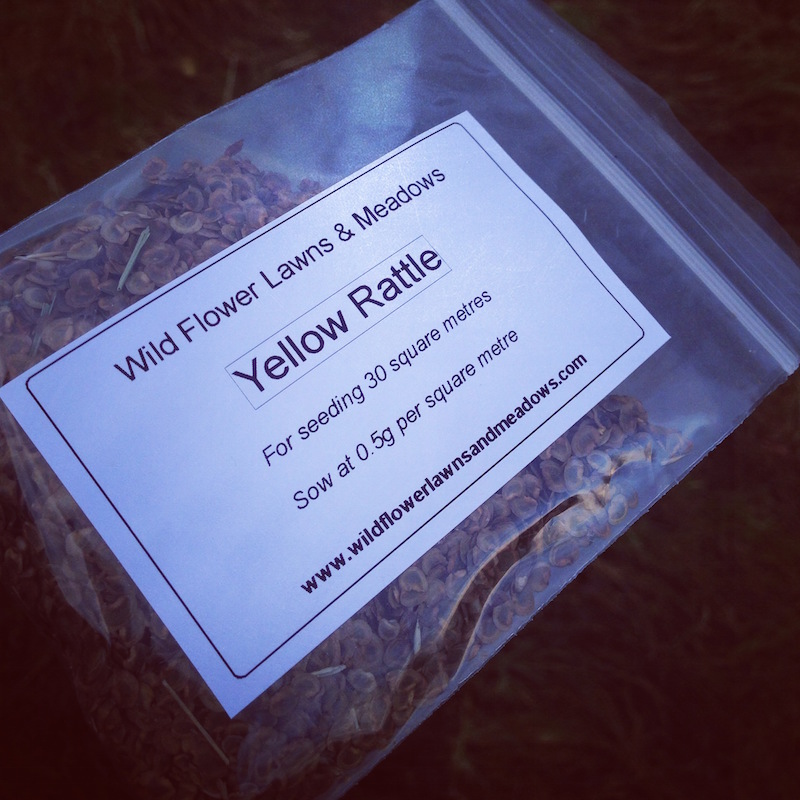 Wild Flower Lawns & Meadows
Yellow Rattle
For seeding 30 square metres
Sow at 0.5g per square metre
www.wildflowerlawnsandmeadows.com